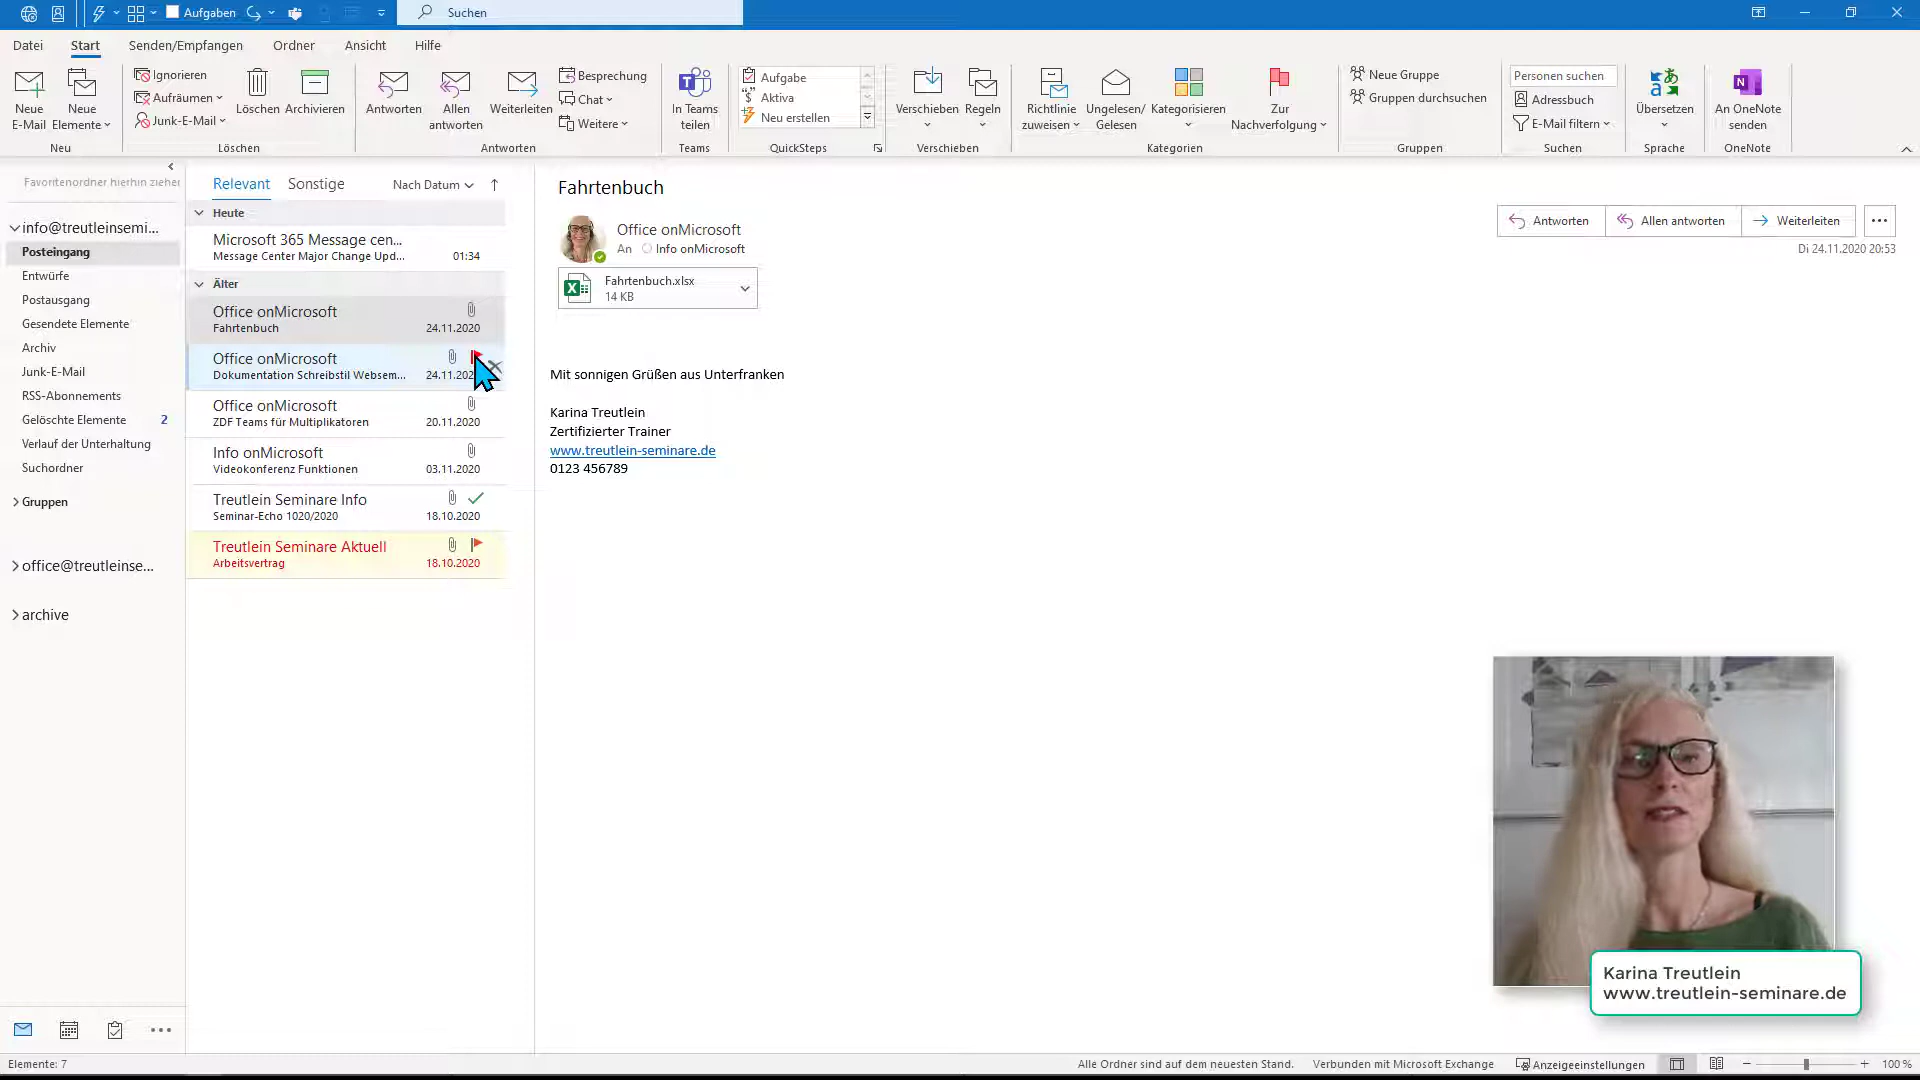 Aufgaben
Suchen
Datei
Start
Senden/Empfangen
Ordner
Ansicht
Hilfe
Neue
E-Mail
Neue
Elemente
Neu
Ignorieren
Aufräumen
Junk-E-Mail
Löschen
Archivieren
Löschen
Antworten
Allen
antworten
Weiterleiten
Besprechung
Chat
Weitere
Antworten
In Teams
teilen
Teams
Aufgabe
Aktiva
Neu erstellen
QuickSteps
Verschieben
Regeln
Verschieben
Richtlinie
zuweisen
Ungelesen/
Gelesen
Kategorisieren
Zur
Nachverfolgung
Kategorien
Neue Gruppe
Gruppen durchsuchen
Gruppen
Personen suchen
Adressbuch
E-Mail filtern
Suchen
Übersetzen
Sprache
An OneNote
senden
OneNote
Favoritenordner hierhin ziehen
info@treutleinsemi...
Posteingang
Entwürfe
Postausgang
Gesendete Elemente
Archiv
Junk-E-Mail
RSS-Abonnements
Gelöschte Elemente 2
Verlauf der Unterhaltung
Suchordner
Gruppen
office@treutleinse...
archive
Relevant
Sonstige
Nach Datum
Heute
Microsoft 365 Message cen...
Message Center Major Change Upd... 01:34
Älter
Office onMicrosoft
Fahrtenbuch 24.11.2020
Office onMicrosoft
Dokumentation Schreibstil Websem...
Office onMicrosoft
ZDF Teams für Multiplikatoren 20.11.2020
Info onMicrosoft
Videokonferenz Funktionen 03.11.2020
Treutlein Seminare Info
Seminar-Echo 1020/2020 18.10.2020
Treutlein Seminare Aktuell
Arbeitsvertrag 18.10.2020
Fahrtenbuch
Office onMicrosoft
An Info onMicrosoft
Fahrtenbuch.xlsx
14 KB
Antworten
Allen antworten
Weiterleiten
Di 24.11.2020 20:53
Mit sonnigen Grüßen aus Unterfranken
Karina Treutlein
Zertifizierter Trainer
www.treutlein-seminare.de
0123 456789
Karina Treutlein
www.treutlein-seminare.de
Elemente: 7
Alle Ordner sind auf dem neuesten Stand.
Verbunden mit Microsoft Exchange
Anzeigeeinstellungen
100 %